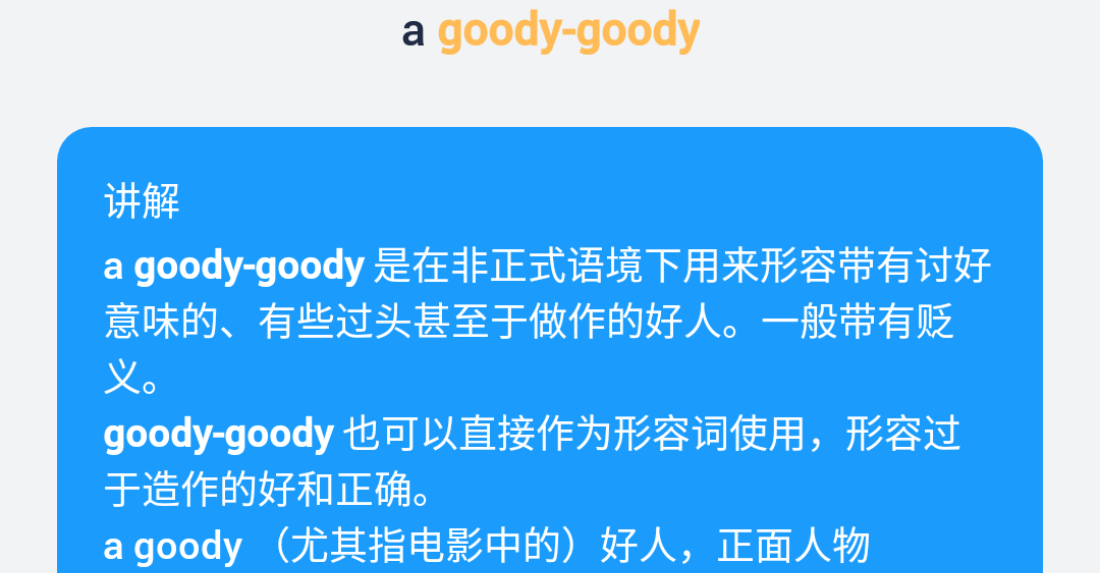 a goody-goody
讲解
a goody-goody 是在非正式语境下用来形容带有讨好
意味的、有些过头甚至于做作的好人。一般带有贬
义。
goody-goody 也可以直接作为形容词使用，形容过
于造作的好和正确。
a goody （尤其指电影中的）好人，正面人物